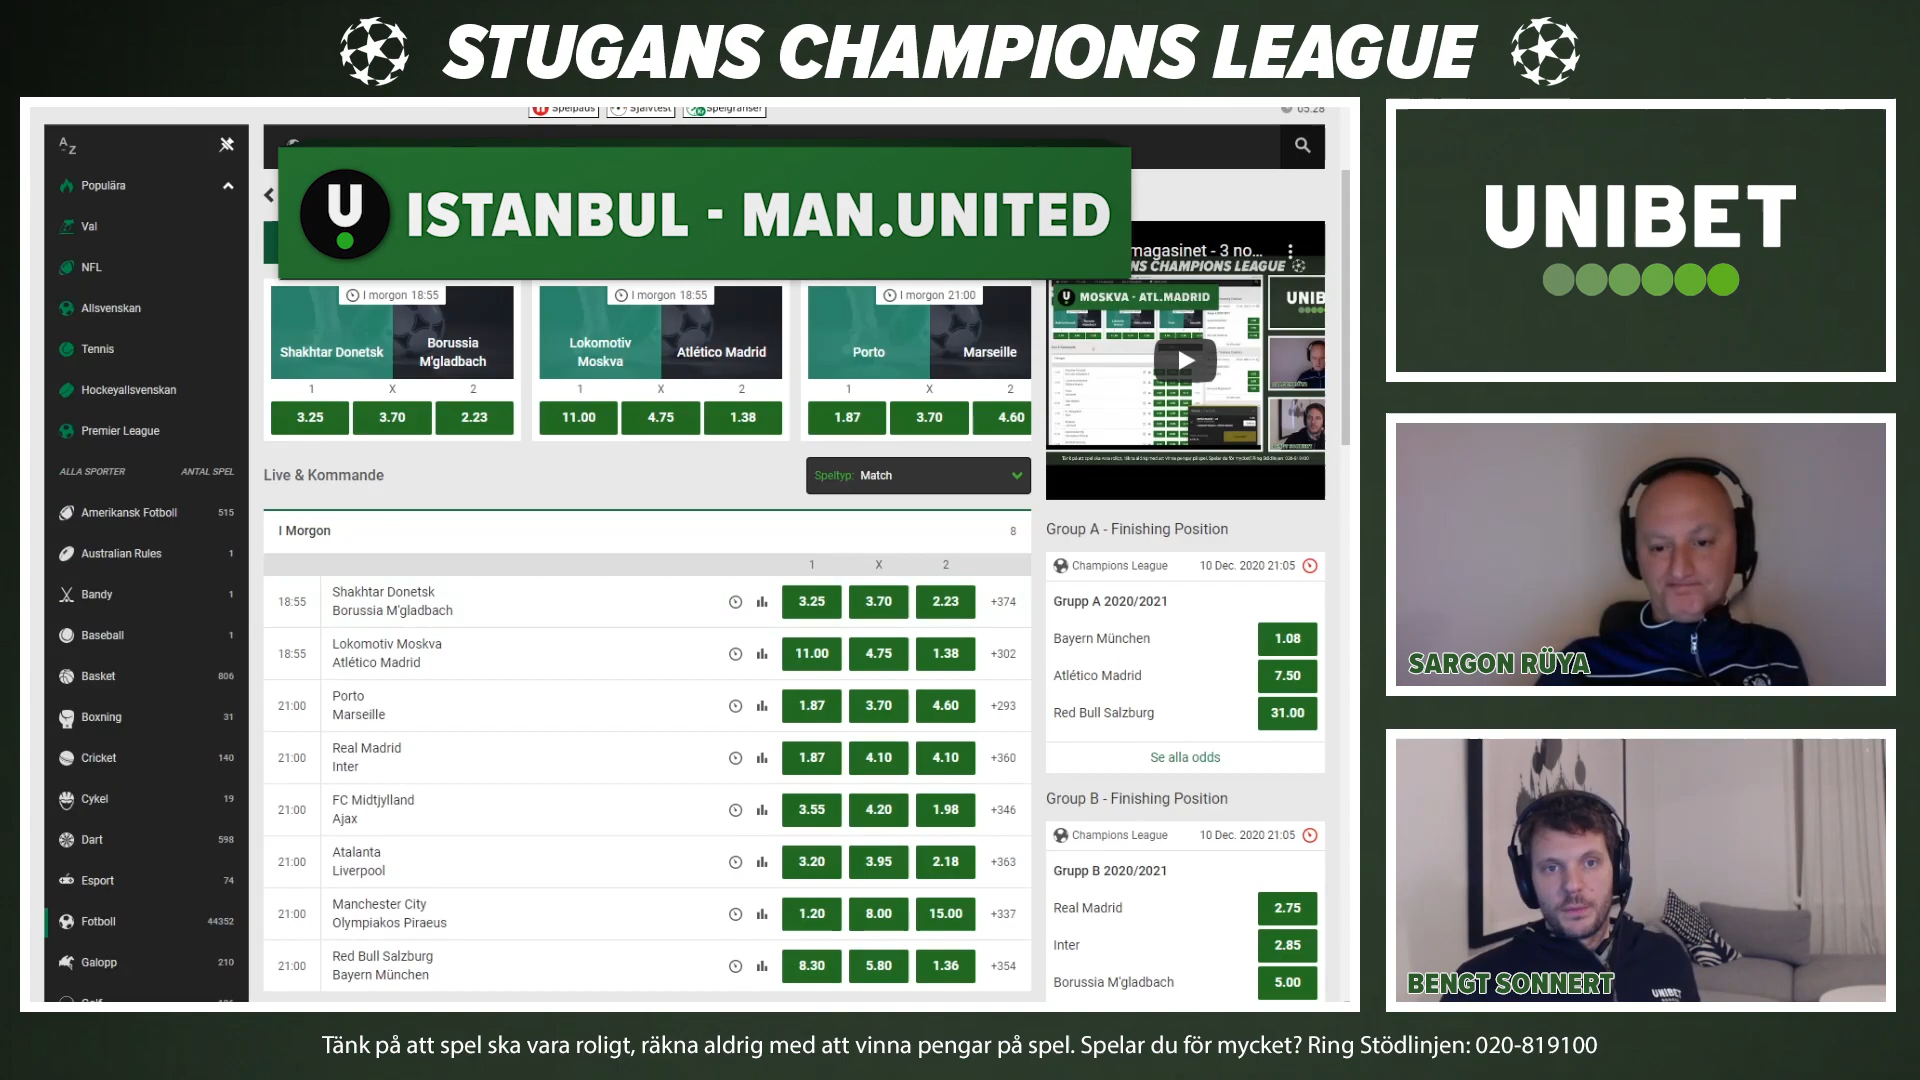 STUGANS CHAMPIONS LEAGUE
Spelpaus
Självtest
Spelgränser
05:28
A
Z
Populära
Val
NFL
Allsvenskan
Tennis
Hockeyallsvenskan
Premier League
ALLA SPORTER ANTAL SPEL
Amerikansk Fotboll 515
Australian Rules 1
Bandy 1
Baseball 1
Basket 806
Boxning 31
Cricket 140
Cykel 19
Dart 598
Esport 74
Fotboll 44352
Galopp 210
U ISTANBUL - MAN.UNITED
I morgon 18:55
Shakhtar Donetsk
Borussia
M'gladbach
1 X 2
3.25 3.70 2.23
I morgon 18:55
Lokomotiv
Moskva
Atlético Madrid
1 X 2
11.00 4.75 1.38
I morgon 21:00
Porto
Marseille
1 X 2
1.87 3.70 4.60
Live & Kommande
Speltyp: Match
I Morgon 8
1 X 2
18:55 Shakhtar Donetsk
Borussia M'gladbach
3.25 3.70 2.23 +374
18:55 Lokomotiv Moskva
Atlético Madrid
11.00 4.75 1.38 +302
21:00 Porto
Marseille
1.87 3.70 4.60 +293
21:00 Real Madrid
Inter
1.87 4.10 4.10 +360
21:00 FC Midtjylland
Ajax
3.55 4.20 1.98 +346
21:00 Atalanta
Liverpool
3.20 3.95 2.18 +363
21:00 Manchester City
Olympiakos Piraeus
1.20 8.00 15.00 +337
21:00 Red Bull Salzburg
Bayern München
8.30 5.80 1.36 +354
magasinet - 3 no...
NS CHAMPIONS LEAGUE
MOSKVA - ATL.MADRID
UNIB
Group A - Finishing Position
Champions League 10 Dec. 2020 21:05
Grupp A 2020/2021
Bayern München 1.08
Atlético Madrid 7.50
Red Bull Salzburg 31.00
Se alla odds
Group B - Finishing Position
Champions League 10 Dec. 2020 21:05
Grupp B 2020/2021
Real Madrid 2.75
Inter 2.85
Borussia M'gladbach 5.00
UNIBET
SARGON RÜYA
BENGT SONNERT
UNIBET
Tänk på att spel ska vara roligt, räkna aldrig med att vinna pengar på spel. Spelar du för mycket? Ring Stödlinjen: 020-819100